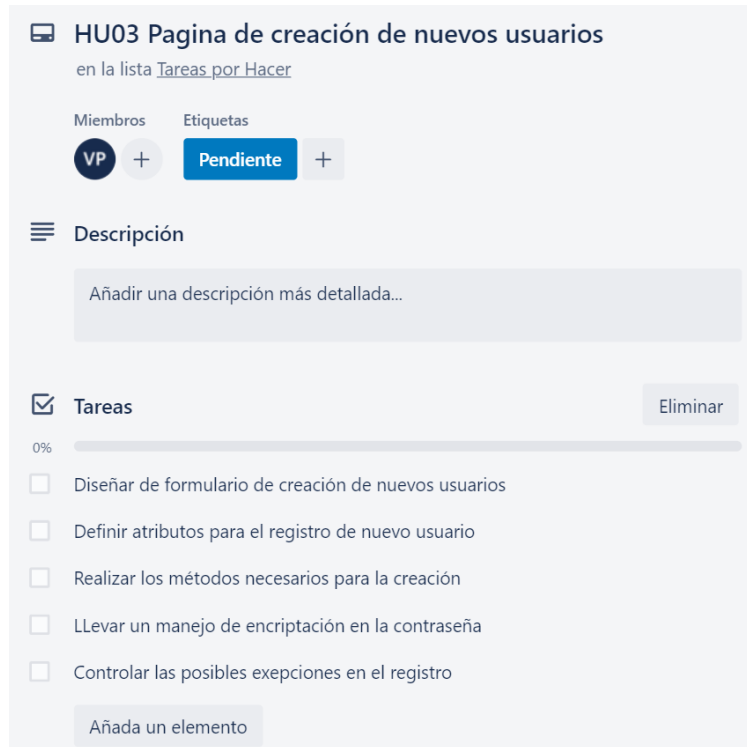 HU03 Pagina de creación de nuevos usuarios
en la lista Tareas por Hacer
Miembros Etiquetas
VP + Pendiente +
Descripción
Añadir una descripción más detallada...
Tareas Eliminar
0%
Diseñar de formulario de creación de nuevos usuarios
Definir atributos para el registro de nuevo usuario
Realizar los métodos necesarios para la creación
LLevar un manejo de encriptación en la contraseña
Controlar las posibles exepciones en el registro
Añada un elemento